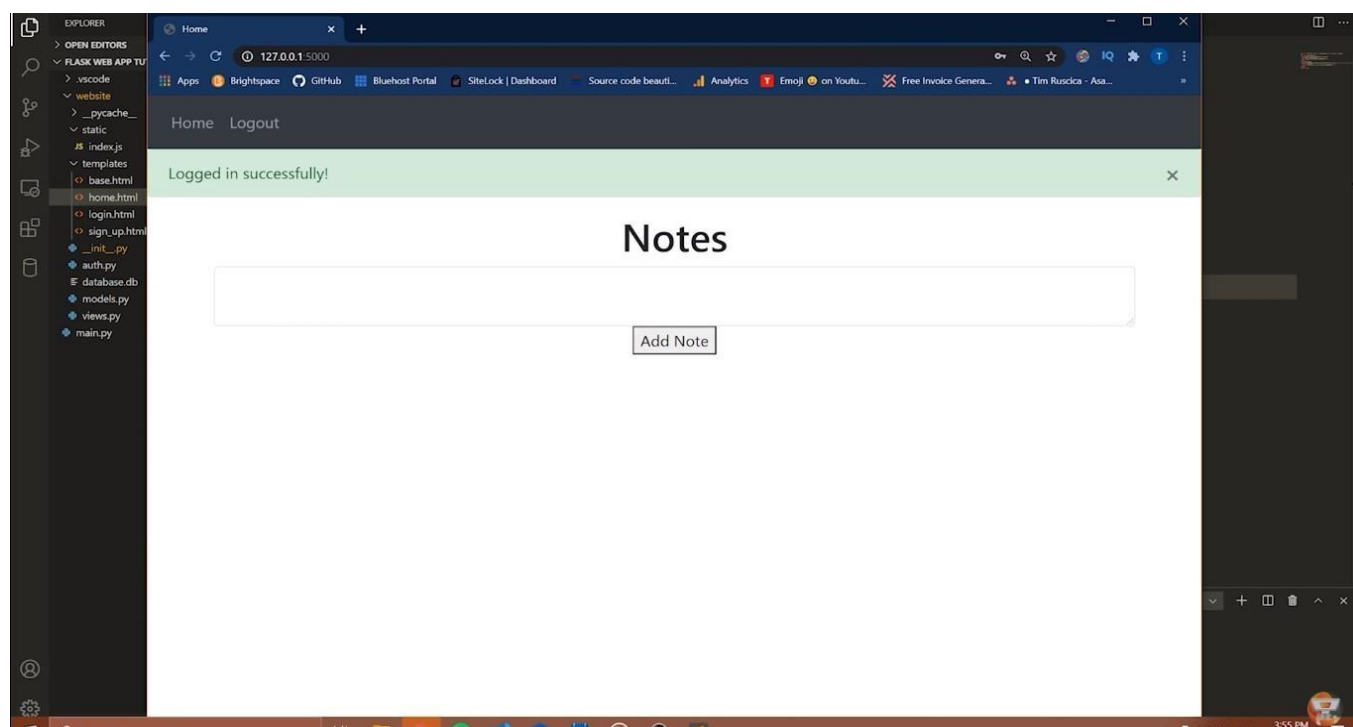 EXPLORER
OPEN EDITORS
FLASK WEB APP TU
.vscode
website
__pycache__
static
JS index.js
templates
base.html
home.html
login.html
sign_up.html
__init__.py
auth.py
database.db
models.py
views.py
main.py
Home
127.0.0.1:5000
IQ
T
Apps
Brightspace
GitHub
Bluehost Portal
SiteLock | Dashboard
Source code beauti...
Analytics
Emoji 😀 on Youtu...
Free Invoice Genera...
• Tim Ruscica - Asa...
Home Logout
Logged in successfully!
Notes
Add Note
3:55 PM